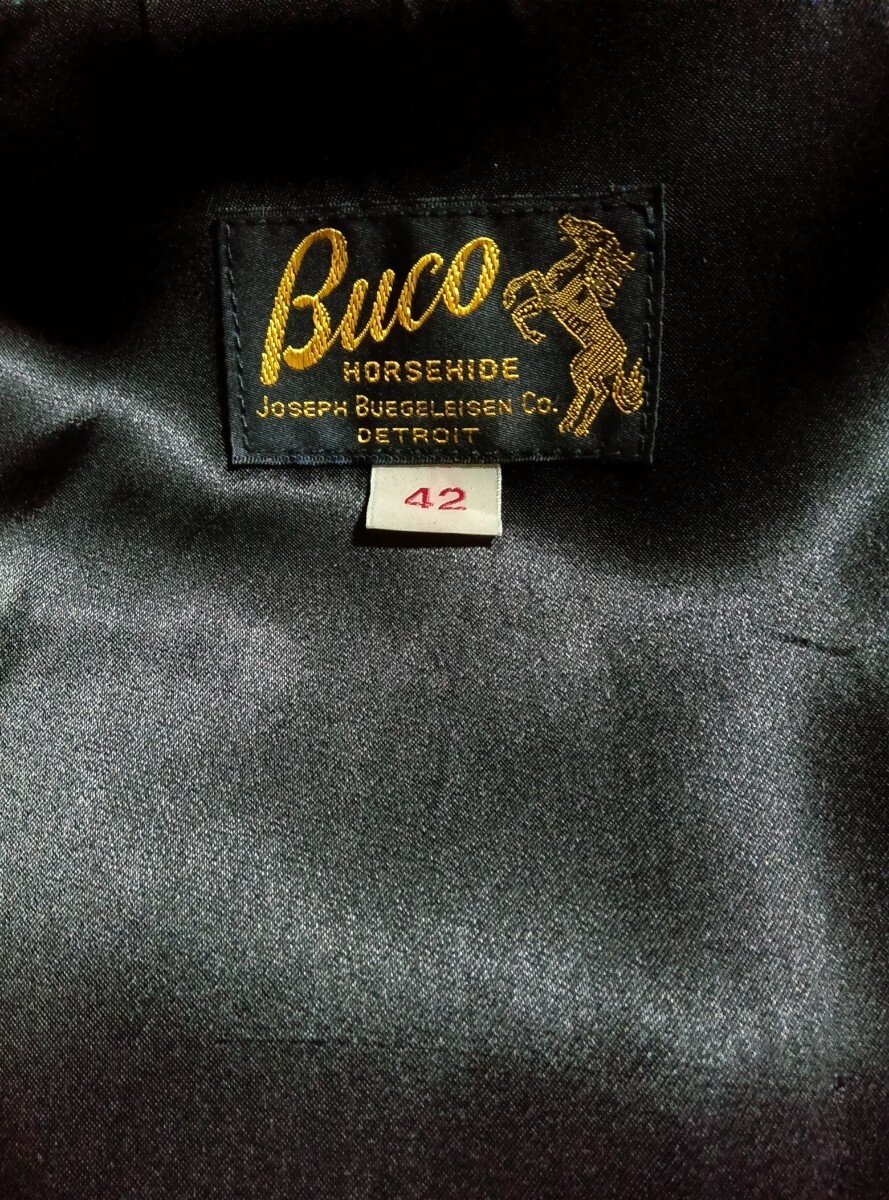 Buco
HORSEHIDE
JOSEPH BUEGELEISEN CO.
DETROIT
42